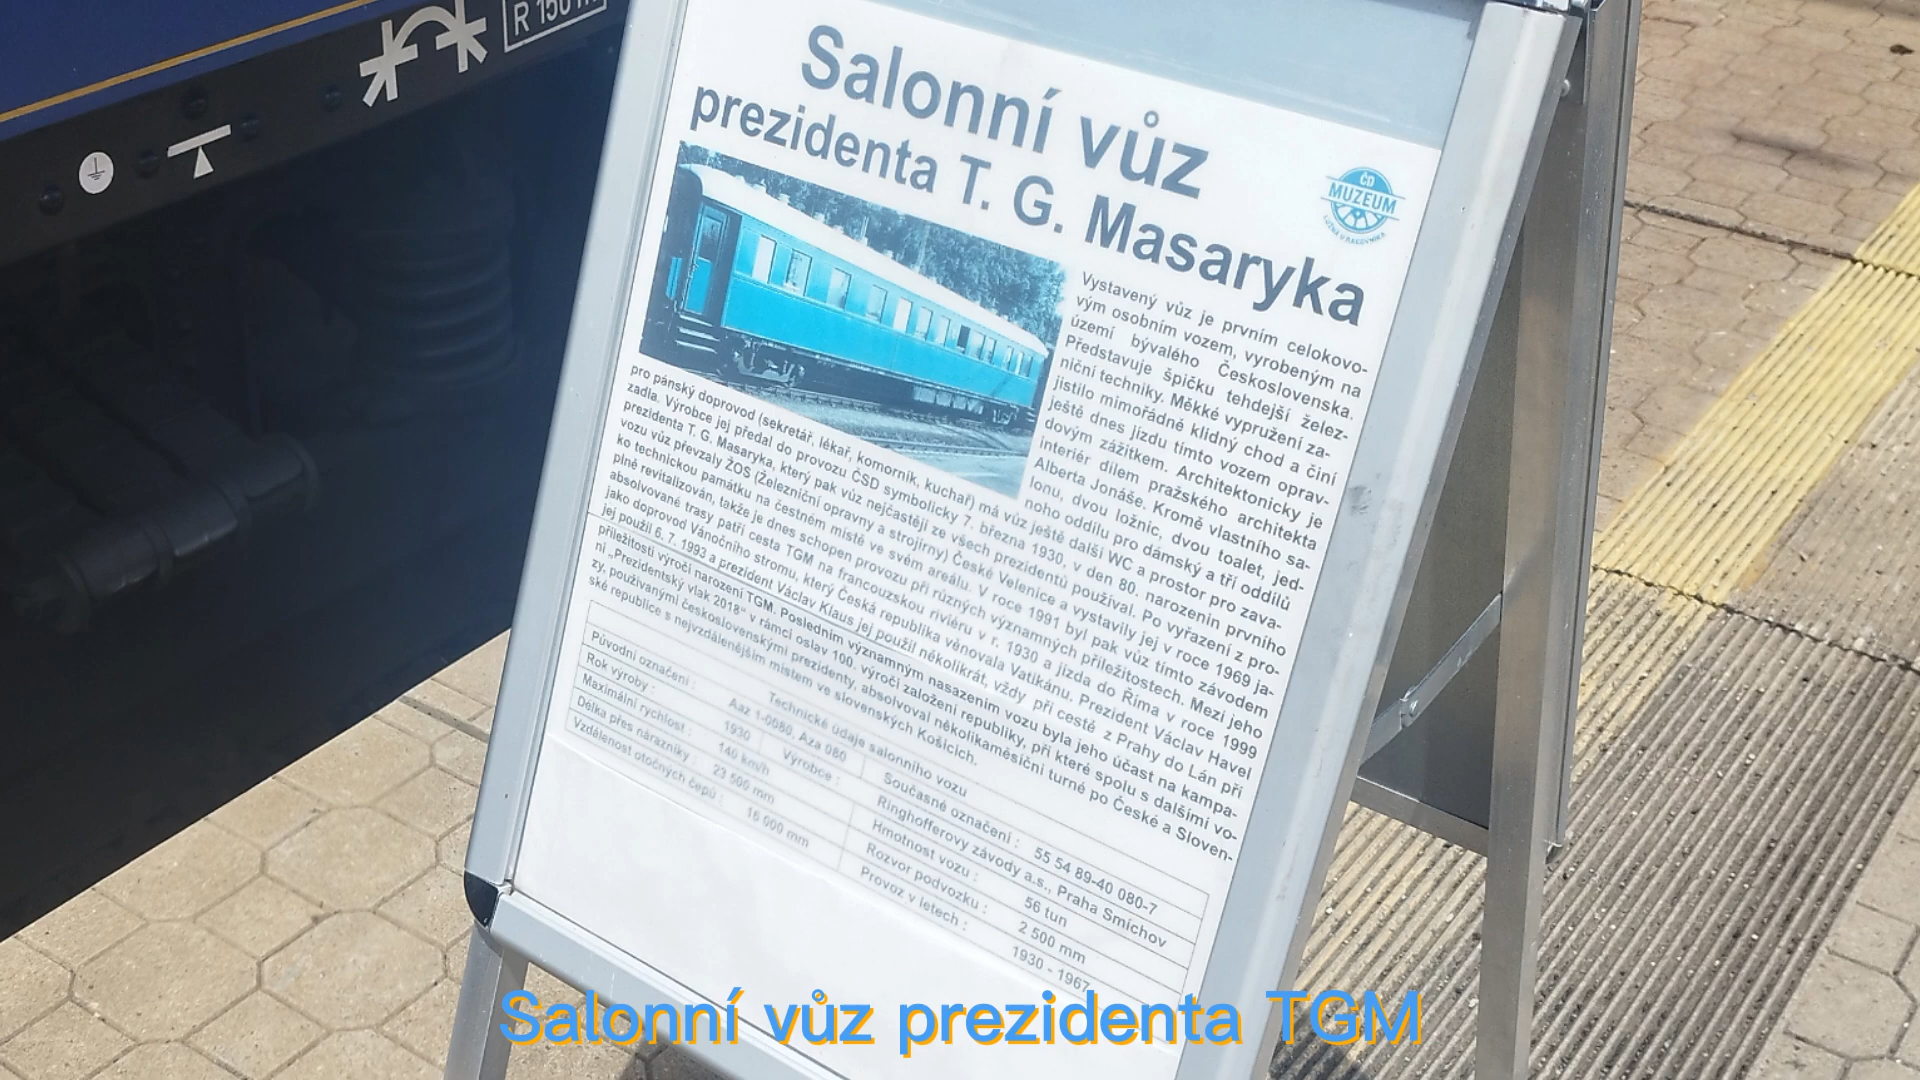 R 150 m
Salonní vůz
prezidenta T. G. Masaryka
ČD
MUZEUM
LUŽNÁ U RAKOVNÍKA
Vystavený vůz je prvním celokovo-
vým osobním vozem, vyrobeným na
území bývalého Československa.
Představuje špičku tehdejší želez-
niční techniky. Měkké vypružení za-
jistilo mimořádné klidný chod a činí
ještě dnes jízdu tímto vozem oprav-
dovým zážitkem. Architektonicky je
interiér dílem pražského architekta
Alberta Jonáše. Kromě vlastního sa-
lonu, dvou ložnic, dvou toalet, jed-
noho oddílu pro dámský a tří oddílů
pro pánský doprovod (sekretář, lékař, komorník, kuchař) má vůz ještě další WC a prostor pro zava-
zadla. Výrobce jej předal do provozu ČSD symbolicky 7. března 1930, v den 80. narozenin prvního
prezidenta T. G. Masaryka, který pak vůz nejčastěji ze všech prezidentů používal. Po vyřazení z pro-
vozu vůz převzaly ŽOS (Železniční opravny a strojírny) České Velenice a vystavily jej v roce 1969 ja-
ko technickou památku na čestném místě ve svém areálu. V roce 1991 byl pak vůz tímto závodem
plně revitalizován, takže je dnes schopen provozu při různých významných příležitostech. Mezi jeho
absolvované trasy patří cesta TGM na francouzskou riviéru v r. 1930 a jízda do Říma v roce 1999
jako doprovod Vánočního stromu, který Česká republika věnovala Vatikánu. Prezident Václav Havel
jej použil 6. 7. 1993 a prezident Václav Klaus jej použil několikrát, vždy při cestě z Prahy do Lán při
příležitosti výročí narození TGM. Posledním významným nasazením vozu byla jeho účast na kampa-
ni „Prezidentský vlak 2018“ v rámci oslav 100. výročí založení republiky, při které spolu s dalšími vo-
zy, používanými československými prezidenty, absolvoval několikaměsíční turné po České a Sloven-
ské republice s nejvzdálenějším místem ve slovenských Košicích.
Technické údaje salonního vozu
Původní označení : Aaz 1-0080, Aza 080 Současné označení : 55 54 89-40 080-7
Rok výroby : 1930 Výrobce : Ringhofferovy závody a.s., Praha Smíchov
Maximální rychlost : 140 km/h Hmotnost vozu : 56 tun
Délka přes nárazníky : 23 500 mm Rozvor podvozku : 2 500 mm
Vzdálenost otočných čepů : 16 000 mm Provoz v letech : 1930 - 1967
Salonní vůz prezidenta TGM